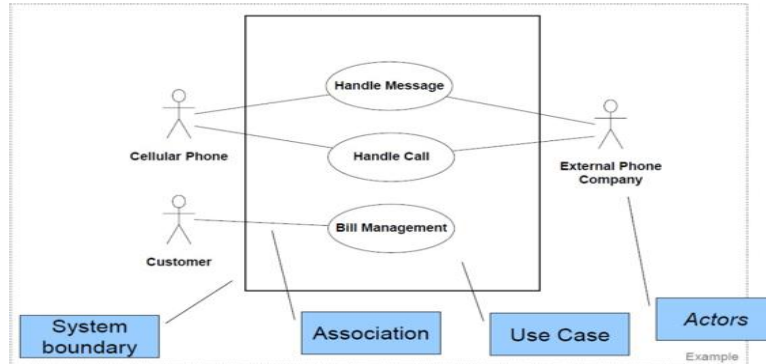 Handle Message
Cellular Phone
Handle Call
External Phone
Company
Bill Management
Customer
System
boundary
Association
Use Case
Actors
Example